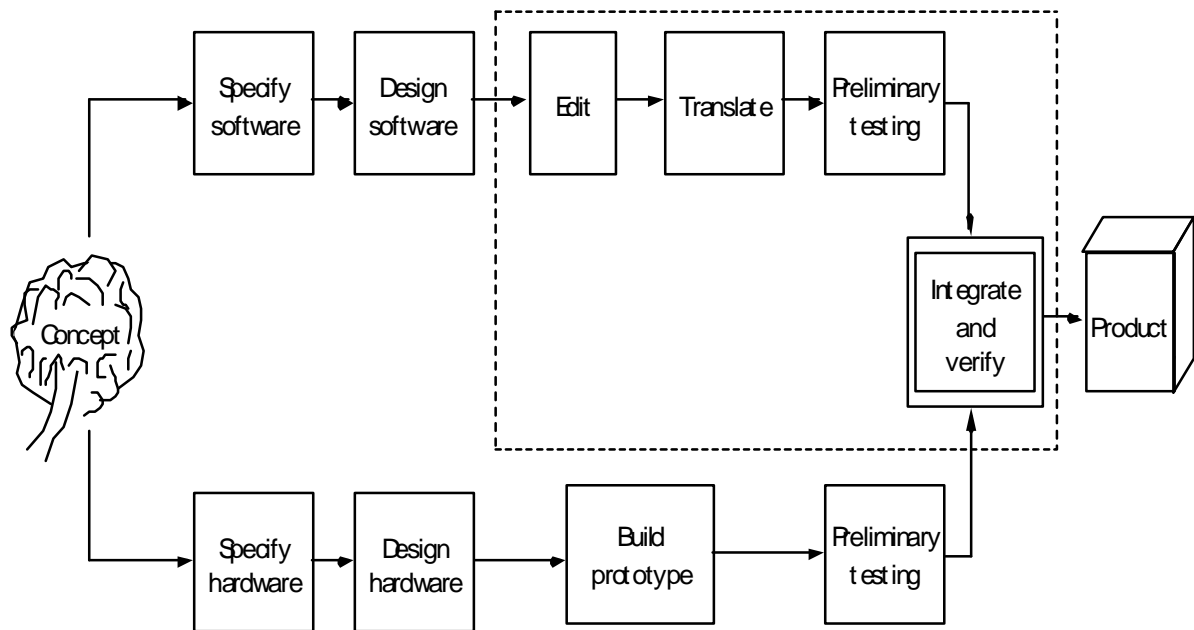 Specify
software
Design
software
Edit
Translate
Preliminary
testing
Concept
Integrate
and
verify
Product
Specify
hardware
Design
hardware
Build
prototype
Preliminary
testing